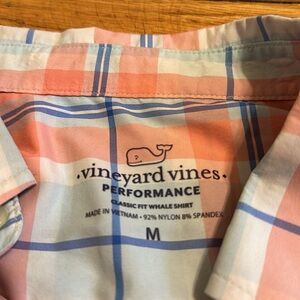 ·vineyard vines·
PERFORMANCE
CLASSIC FIT WHALE SHIRT
MADE IN VIETNAM · 92% NYLON 8% SPANDEX
M